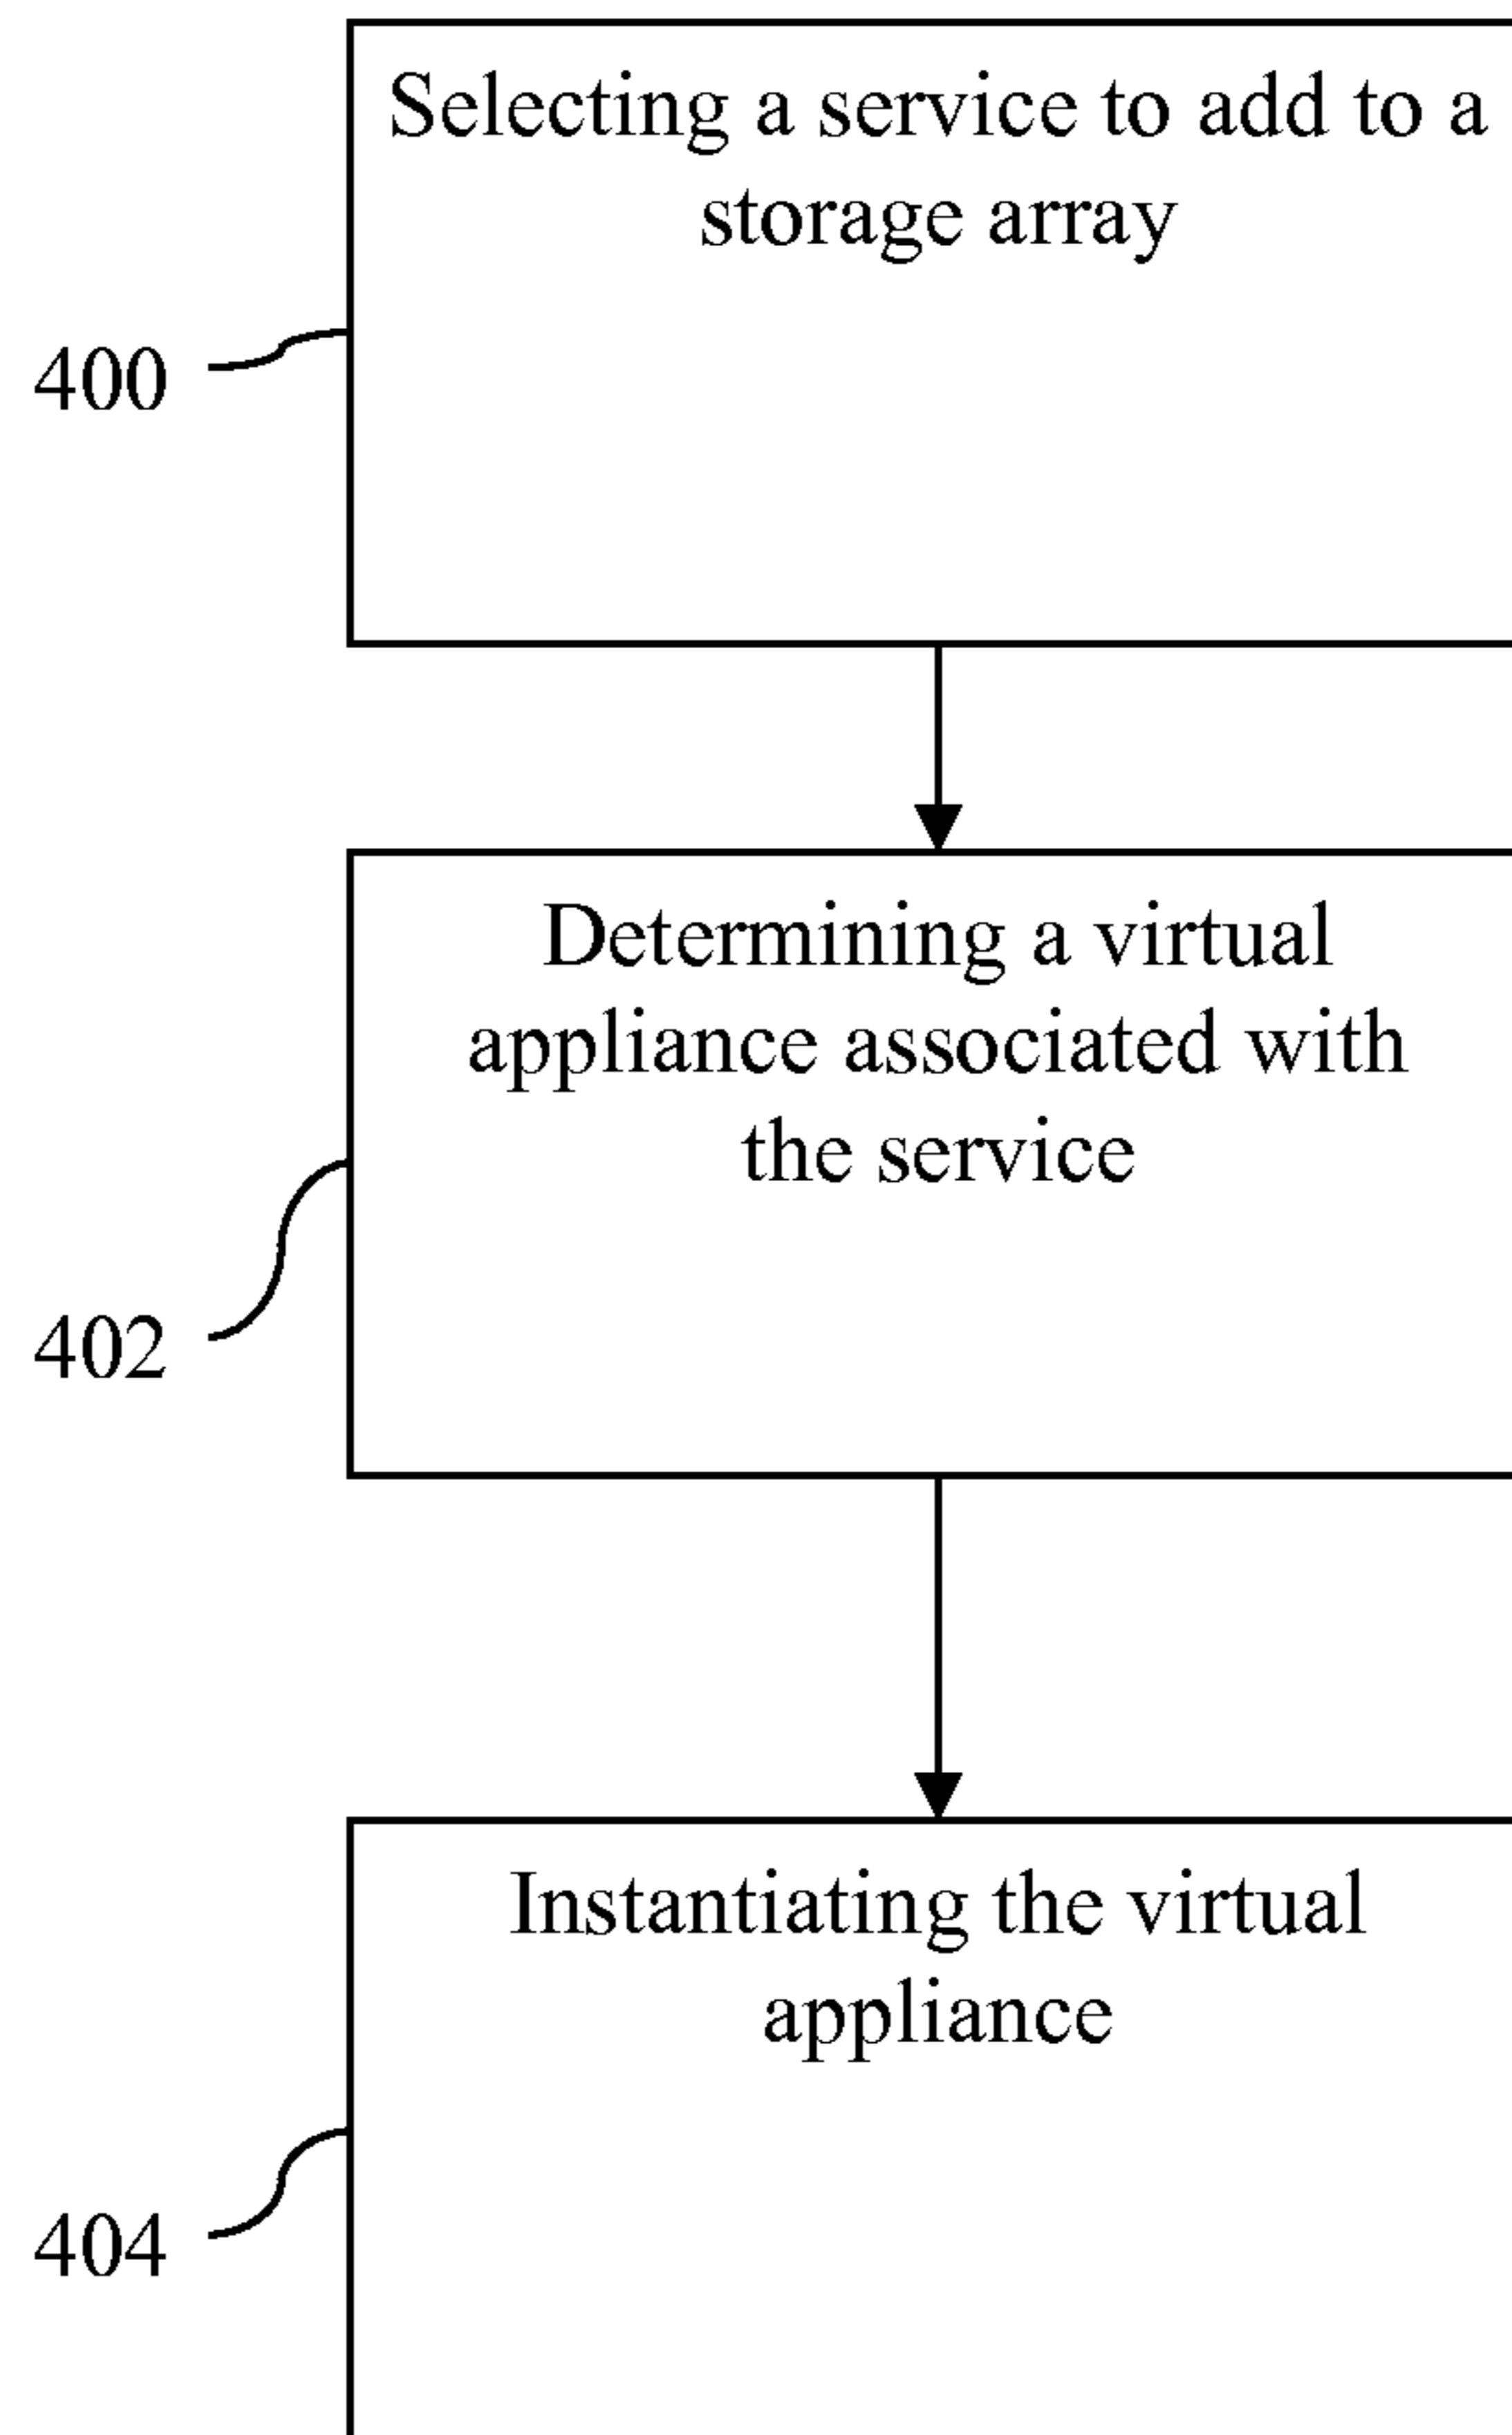 Selecting a service to add to a
storage array
400
Determining a virtual
appliance associated with
the service
402
Instantiating the virtual
appliance
404